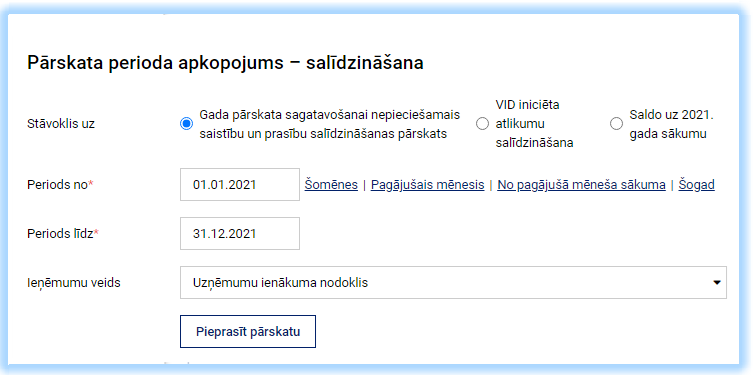 Pārskata perioda apkopojums – salīdzināšana
Stāvoklis uz
Gada pārskata sagatavošanai nepieciešamais
saistību un prasību salīdzināšanas pārskats
VID iniciēta
atlikumu
salīdzināšana
Saldo uz 2021.
gada sākumu
Periods no* 01.01.2021 Šomēnes | Pagājušais mēnesis | No pagājušā mēneša sākuma | Šogad
Periods līdz* 31.12.2021
Ieņēmumu veids Uzņēmumu ienākuma nodoklis
Pieprasīt pārskatu